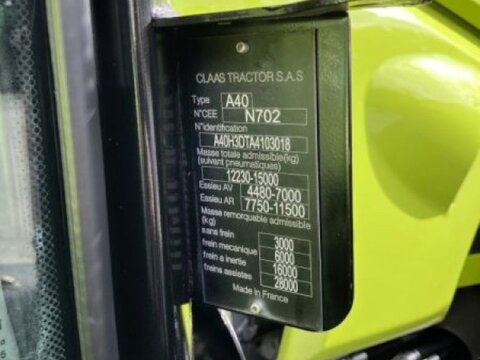 CLAAS TRACTOR S.A.S
Type A40
N°CEE N702
N°identification
A40H3DTA4103018
Masse totale admissible(kg)
(suivant pneumatiques)
12230-15000
Essieu AV 4480-7000
Essieu AR 7750-11500
Masse remorquable admissible
(kg)
sans frein 3000
frein mecanique 6000
frein a inertie 16000
freins assistes 28000
Made in France